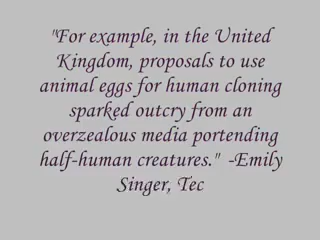 "For example, in the United
Kingdom, proposals to use
animal eggs for human cloning
sparked outcry from an
overzealous media portending
half-human creatures." -Emily
Singer, Tec